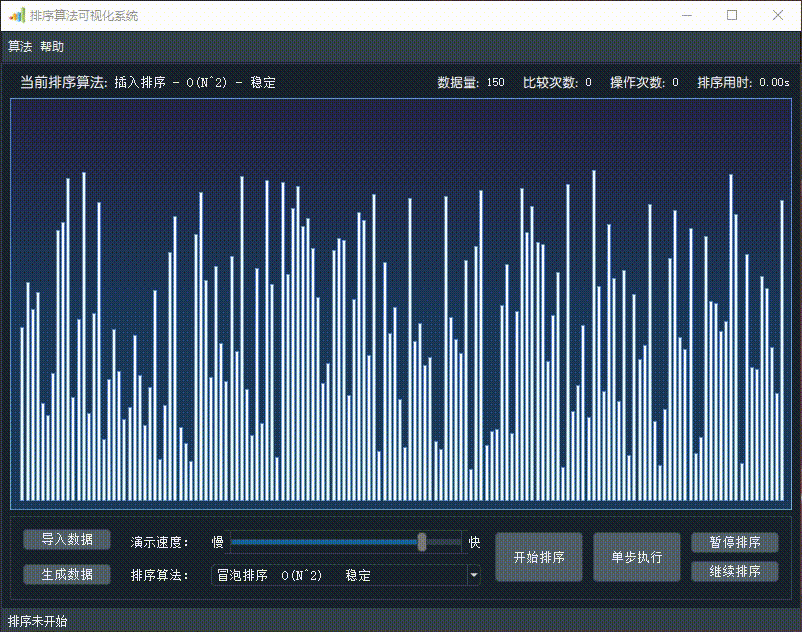 排序算法可视化系统
算法 帮助
当前排序算法: 插入排序 - O(N^2) - 稳定 数据量: 150 比较次数: 0 操作次数: 0 排序用时: 0.00s
导入数据 演示速度: 慢 快 开始排序 单步执行 暂停排序
生成数据 排序算法: 冒泡排序 O(N^2) 稳定 继续排序
排序未开始